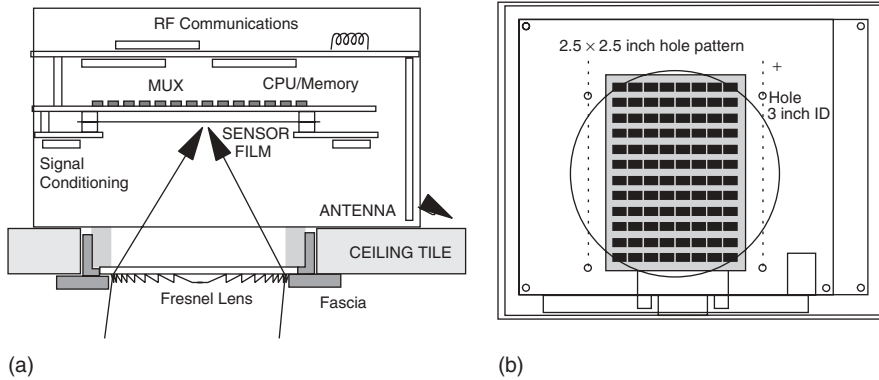 RF Communications
MUX
CPU/Memory
SENSOR
FILM
Signal
Conditioning
ANTENNA
CEILING TILE
Fresnel Lens
Fascia
(a)
2.5 × 2.5 inch hole pattern
+
Hole
3 inch ID
(b)